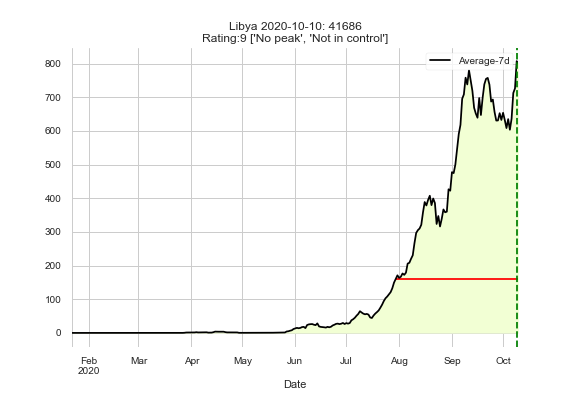 Libya 2020-10-10: 41686
Rating:9 ['No peak', 'Not in control']
Average-7d
800
700
600
500
400
300
200
100
0
Feb
2020
Mar
Apr
May
Jun
Jul
Aug
Sep
Oct
Date